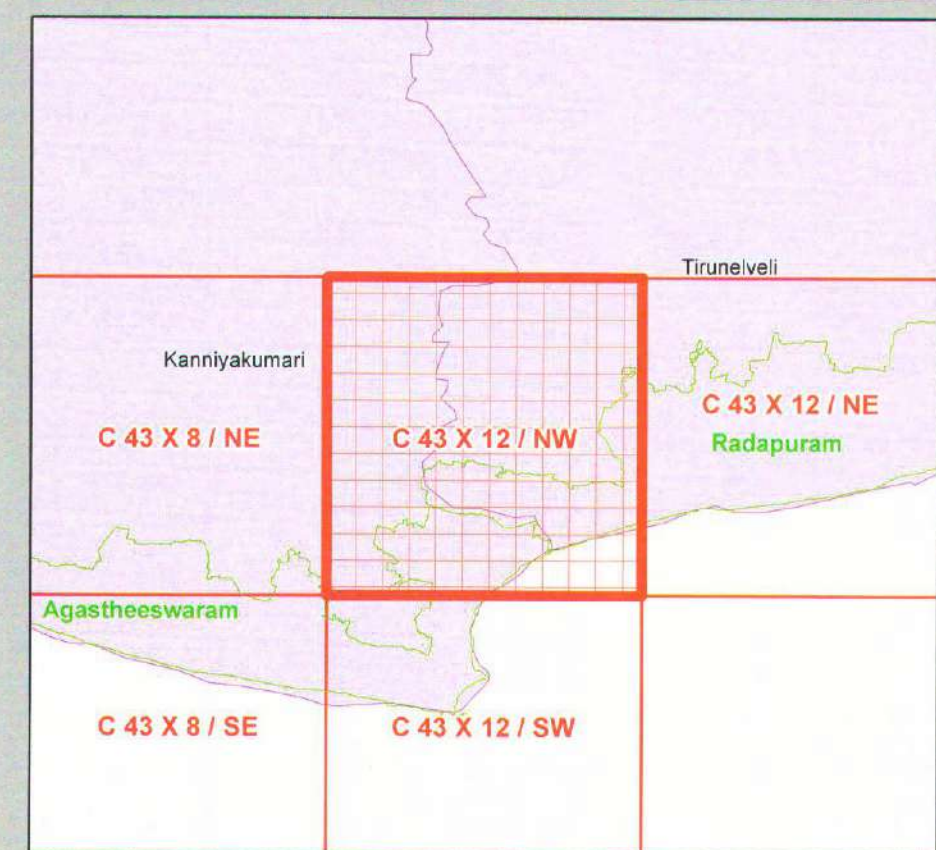 Tirunelveli
Kanniyakumari
C 43 X 12 / NE
C 43 X 8 / NE
C 43 X 12 / NW
Radapuram
Agastheeswaram
C 43 X 8 / SE
C 43 X 12 / SW